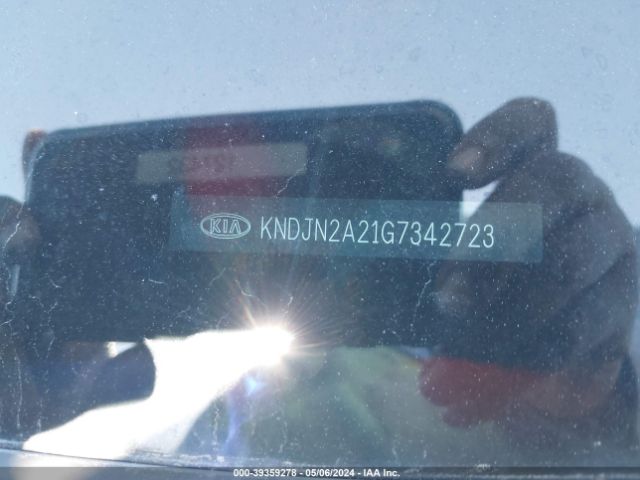 KIA KNDJN2A21G7342723
000-39359278 - 05/06/2024 - IAA Inc.